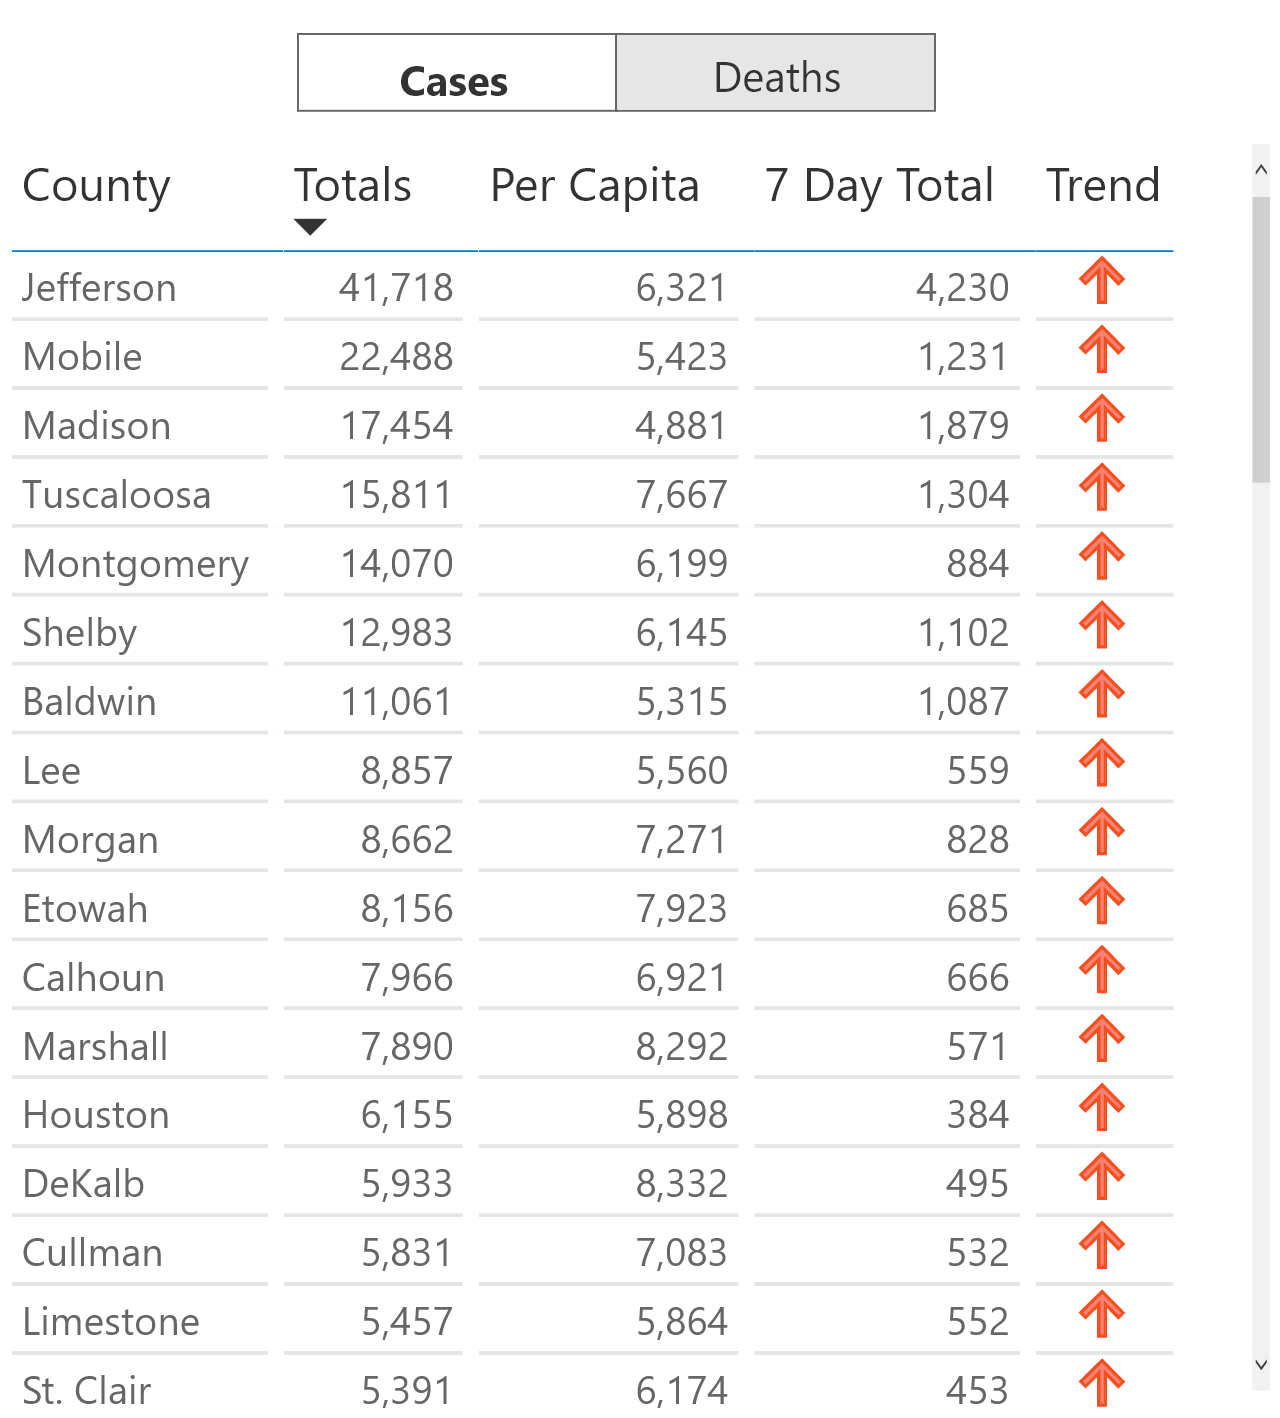 Cases Deaths
County Totals Per Capita 7 Day Total Trend
Jefferson 41,718 6,321 4,230
Mobile 22,488 5,423 1,231
Madison 17,454 4,881 1,879
Tuscaloosa 15,811 7,667 1,304
Montgomery 14,070 6,199 884
Shelby 12,983 6,145 1,102
Baldwin 11,061 5,315 1,087
Lee 8,857 5,560 559
Morgan 8,662 7,271 828
Etowah 8,156 7,923 685
Calhoun 7,966 6,921 666
Marshall 7,890 8,292 571
Houston 6,155 5,898 384
DeKalb 5,933 8,332 495
Cullman 5,831 7,083 532
Limestone 5,457 5,864 552
St. Clair 5,391 6,174 453